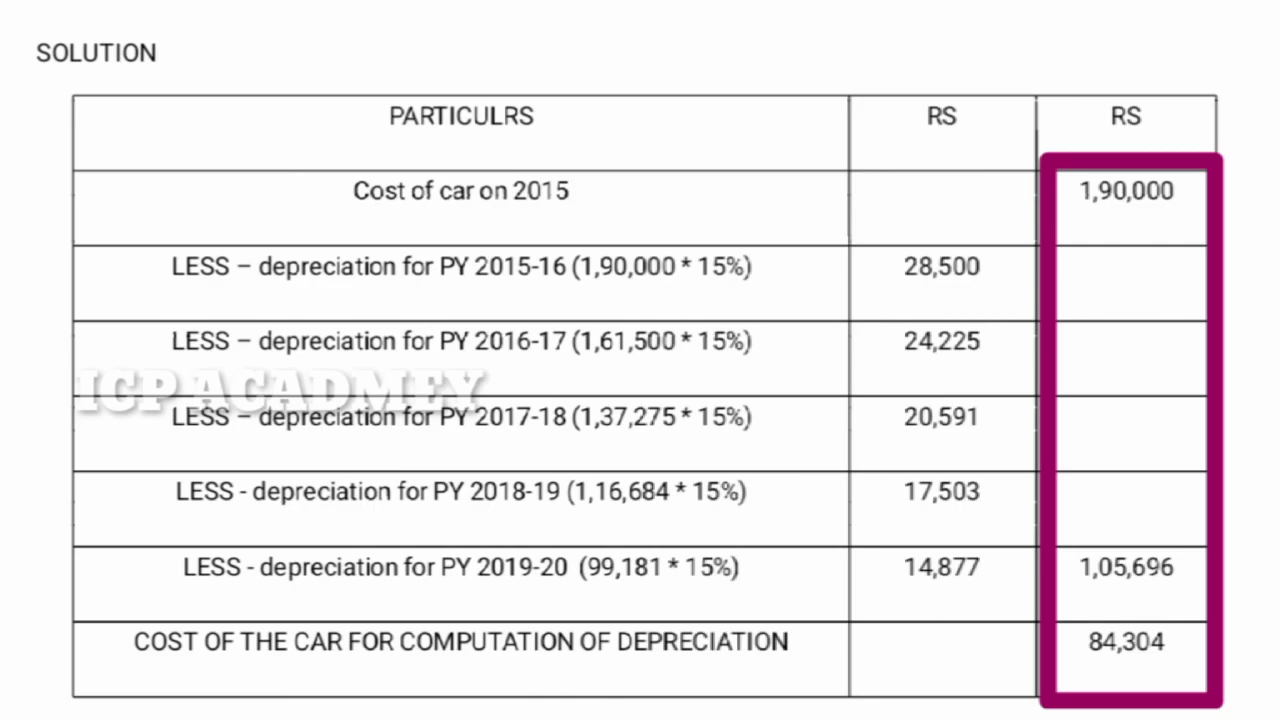 SOLUTION
PARTICULRS RS RS
Cost of car on 2015 1,90,000
LESS – depreciation for PY 2015-16 (1,90,000 * 15%) 28,500
LESS – depreciation for PY 2016-17 (1,61,500 * 15%) 24,225
ICP ACADMEY
LESS – depreciation for PY 2017-18 (1,37,275 * 15%) 20,591
LESS - depreciation for PY 2018-19 (1,16,684 * 15%) 17,503
LESS - depreciation for PY 2019-20 (99,181 * 15%) 14,877 1,05,696
COST OF THE CAR FOR COMPUTATION OF DEPRECIATION 84,304